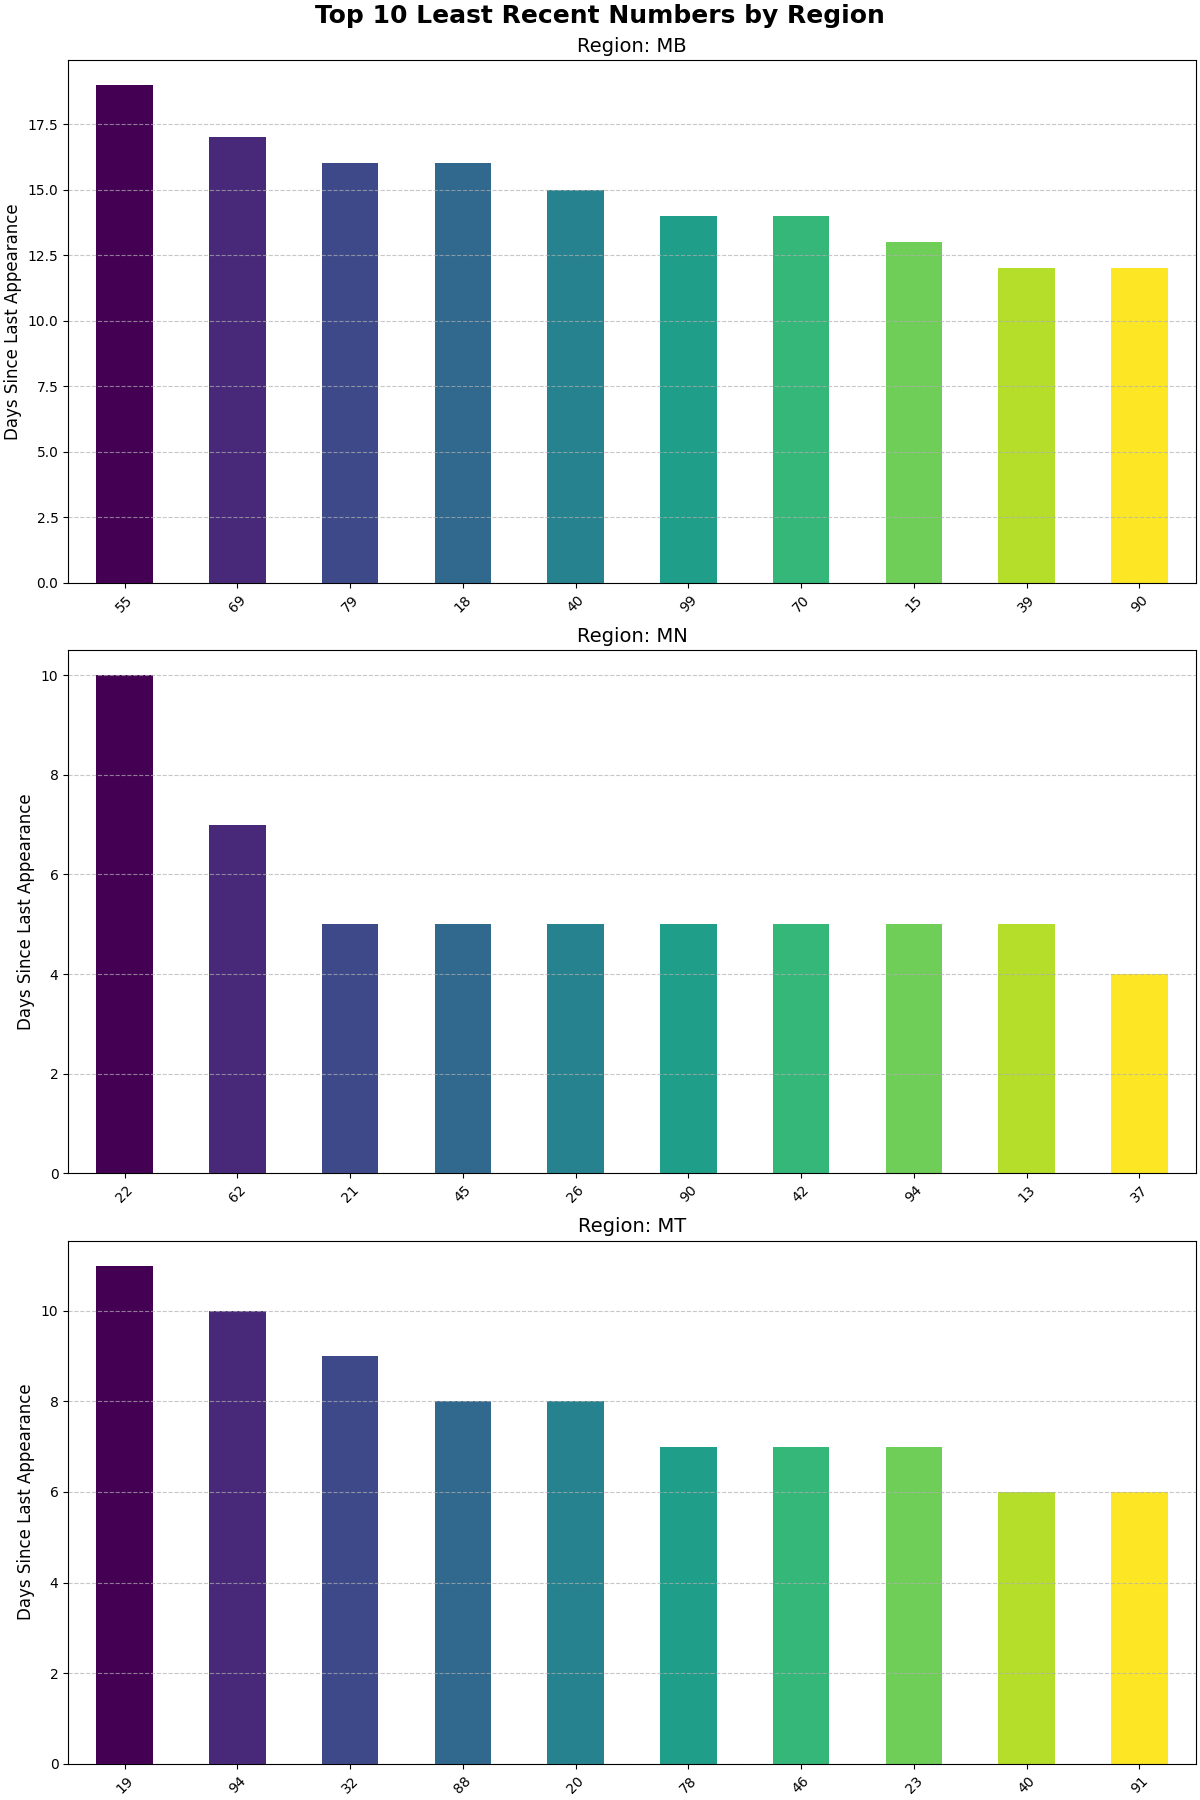 Top 10 Least Recent Numbers by Region
Region: MB
Days Since Last Appearance
17.5
15.0
12.5
10.0
7.5
5.0
2.5
0.0
55 69 79 18 40 99 70 15 39 90
Region: MN
Days Since Last Appearance
10
8
6
4
2
0
22 62 21 45 26 90 42 94 13 37
Region: MT
Days Since Last Appearance
10
8
6
4
2
0
19 94 32 88 20 78 46 23 40 91